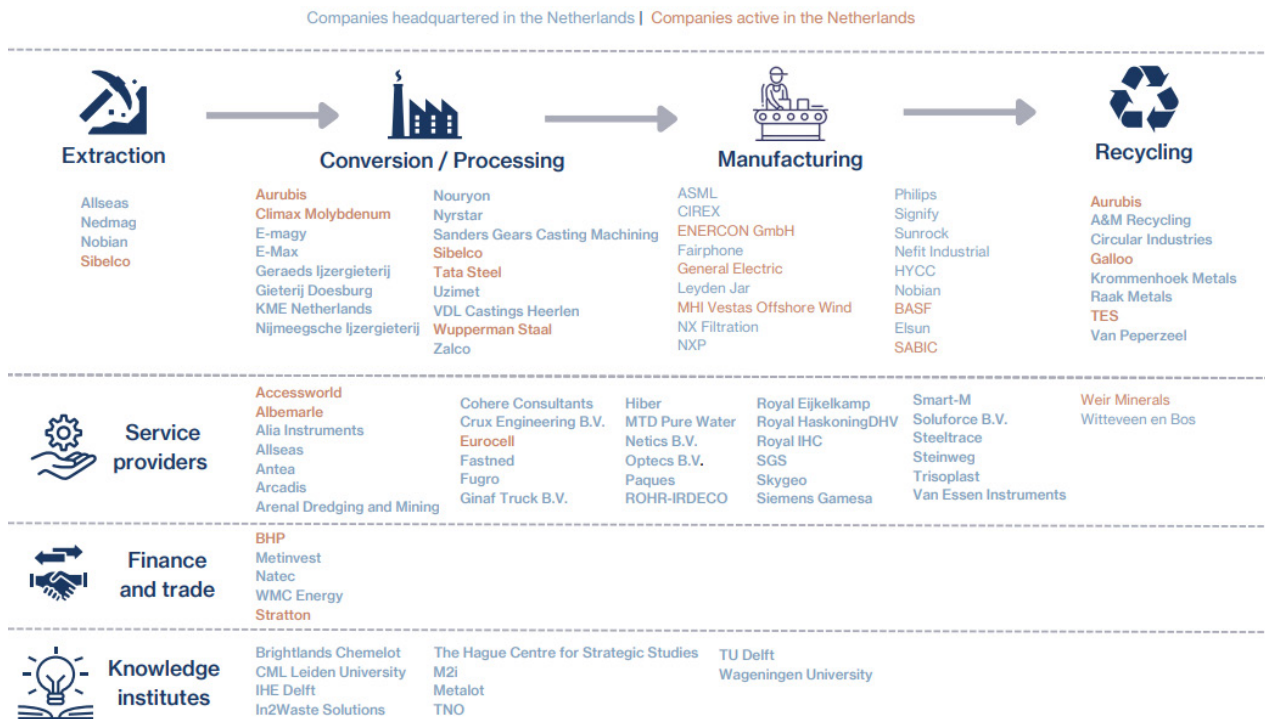 Companies headquartered in the Netherlands | Companies active in the Netherlands
Extraction
Allseas
Nedmag
Nobian
Sibelco
Conversion / Processing
Aurubis
Climax Molybdenum
E-magy
E-Max
Geraeds Ijzergieterij
Gieterij Doesburg
KME Netherlands
Nijmeegsche Ijzergieterij
Nouryon
Nyrstar
Sanders Gears Casting Machining
Sibelco
Tata Steel
Uzimet
VDL Castings Heerlen
Wupperman Staal
Zalco
Manufacturing
ASML
CIREX
ENERCON GmbH
Fairphone
General Electric
Leyden Jar
MHI Vestas Offshore Wind
NX Filtration
NXP
Philips
Signify
Sunrock
Nefit Industrial
HYCC
Nobian
BASF
Elsun
SABIC
Recycling
Aurubis
A&M Recycling
Circular Industries
Galloo
Krommenhoek Metals
Raak Metals
TES
Van Peperzeel
Service
providers
Accessworld
Albemarle
Alia Instruments
Allseas
Antea
Arcadis
Arenal Dredging and Mining
Cohere Consultants
Crux Engineering B.V.
Eurocell
Fastned
Fugro
Ginaf Truck B.V.
Hiber
MTD Pure Water
Netics B.V.
Optecs B.V.
Paques
ROHR-IRDECO
Royal Eijkelkamp
Royal HaskoningDHV
Royal IHC
SGS
Skygeo
Siemens Gamesa
Smart-M
Soluforce B.V.
Steeltrace
Steinweg
Trisoplast
Van Essen Instruments
Weir Minerals
Witteveen en Bos
Finance
and trade
BHP
Metinvest
Natec
WMC Energy
Stratton
Knowledge
institutes
Brightlands Chemelot
CML Leiden University
IHE Delft
In2Waste Solutions
The Hague Centre for Strategic Studies
M2i
Metalot
TNO
TU Delft
Wageningen University